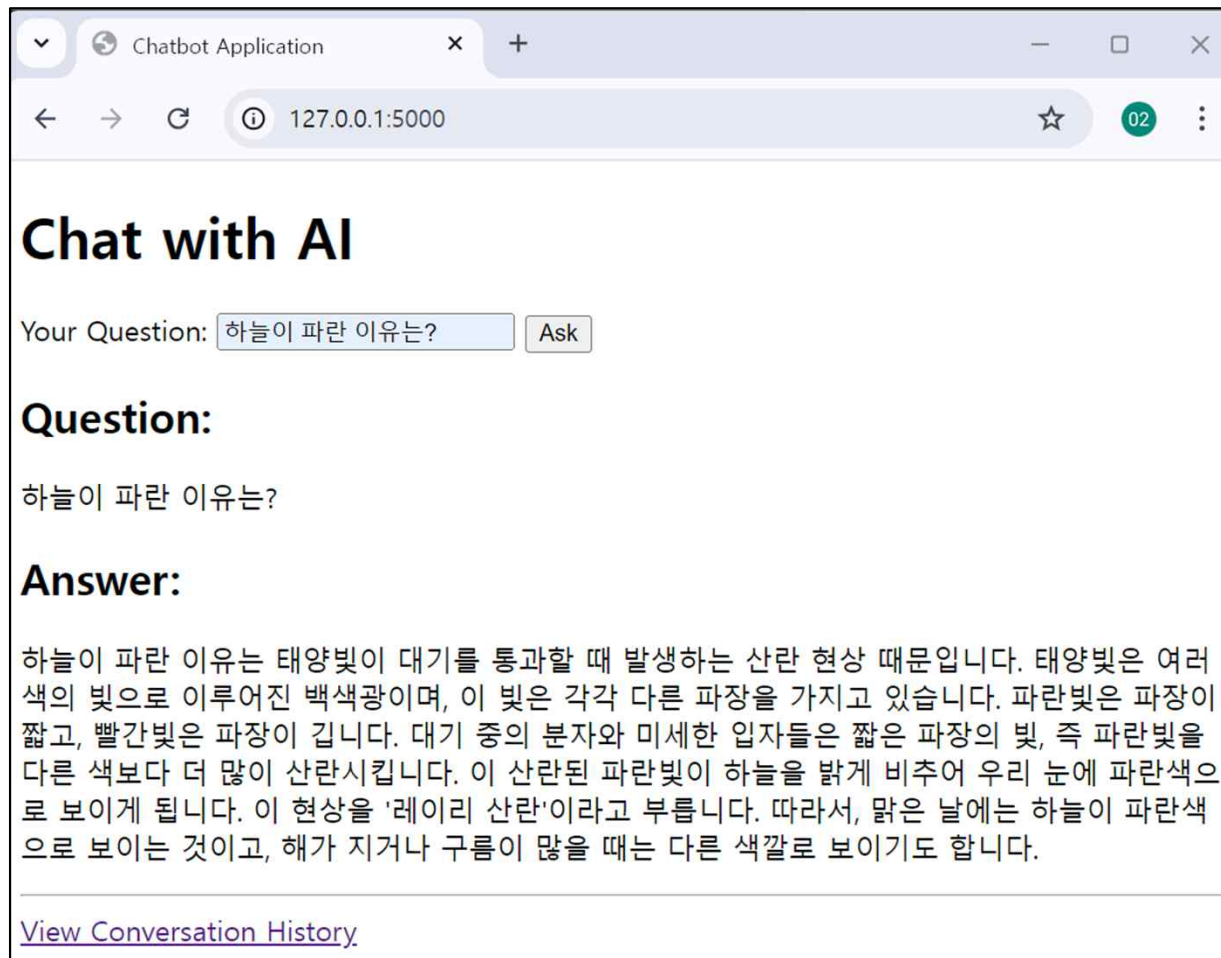 Chatbot Application
127.0.0.1:5000
02
Chat with AI
Your Question: 하늘이 파란 이유는? Ask
Question:
하늘이 파란 이유는?
Answer:
하늘이 파란 이유는 태양빛이 대기를 통과할 때 발생하는 산란 현상 때문입니다. 태양빛은 여러
색의 빛으로 이루어진 백색광이며, 이 빛은 각각 다른 파장을 가지고 있습니다. 파란빛은 파장이
짧고, 빨간빛은 파장이 깁니다. 대기 중의 분자와 미세한 입자들은 짧은 파장의 빛, 즉 파란빛을
다른 색보다 더 많이 산란시킵니다. 이 산란된 파란빛이 하늘을 밝게 비추어 우리 눈에 파란색으
로 보이게 됩니다. 이 현상을 '레이리 산란'이라고 부릅니다. 따라서, 맑은 날에는 하늘이 파란색
으로 보이는 것이고, 해가 지거나 구름이 많을 때는 다른 색깔로 보이기도 합니다.
View Conversation History